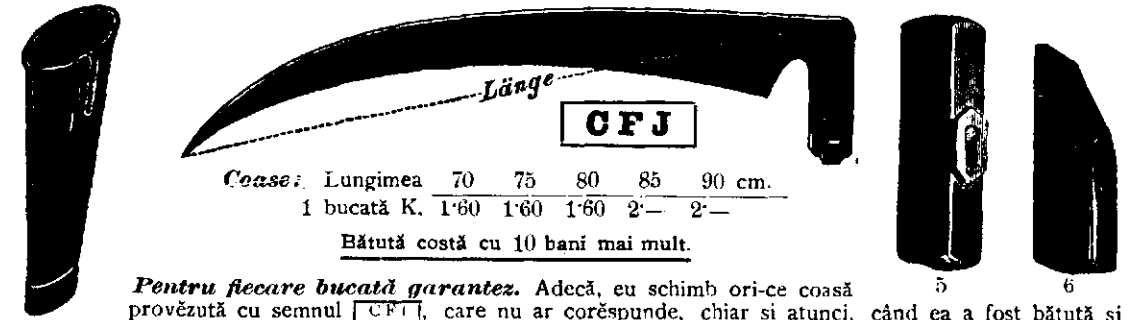 Länge
CFJ
Coase: Lungimea 70 75 80 85 90 cm.
1 bucată K. 1·60 1·60 1·60 2·— 2·—
Bătută costă cu 10 bani mai mult.
5 6
Pentru fiecare bucată garantez. Adecă, eu schimb ori-ce coasă
provĕzută cu semnul CFJ, care nu ar corĕspunde, chiar și atunci, când ea a fost bătută și